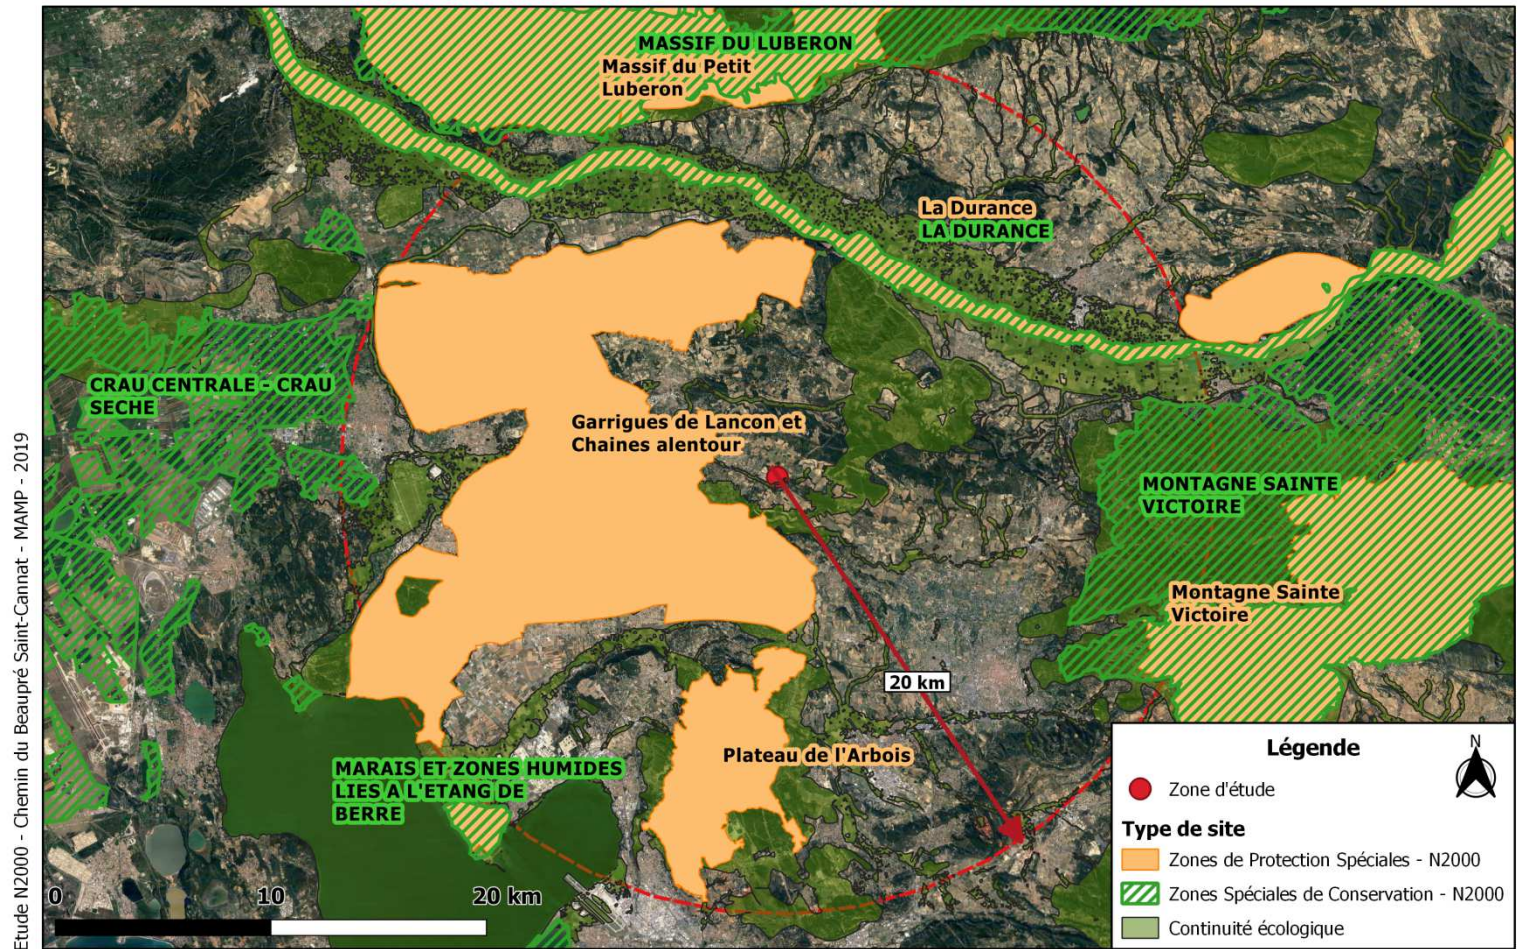 MASSIF DU LUBERON
Massif du Petit
Luberon
La Durance
LA DURANCE
CRAU CENTRALE - CRAU
SECHE
Garrigues de Lancon et
Chaines alentour
MONTAGNE SAINTE
VICTOIRE
Montagne Sainte
Victoire
20 km
Plateau de l'Arbois
MARAIS ET ZONES HUMIDES
LIES A L'ETANG DE
BERRE
0 10 20 km
Légende
N
Zone d'étude
Type de site
Zones de Protection Spéciales - N2000
Zones Spéciales de Conservation - N2000
Continuité écologique
Etude N2000 - Chemin du Beaupré Saint-Cannat - MAMP - 2019